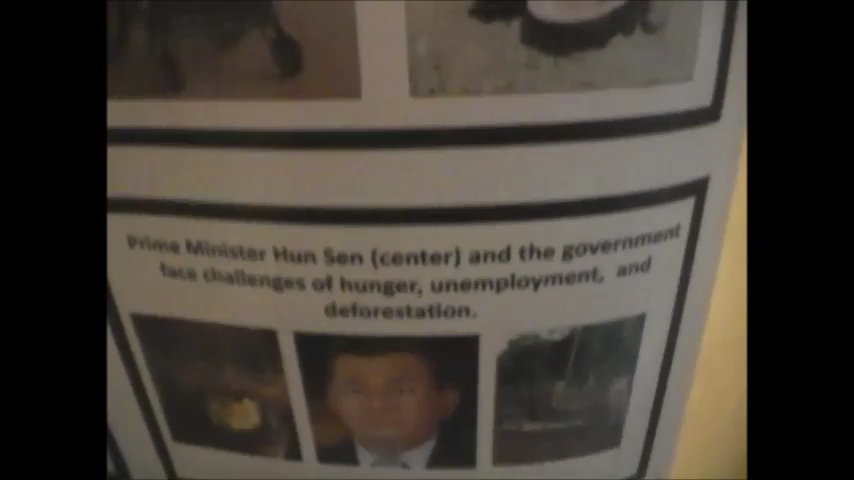 Prime Minister Hun Sen (center) and the government
face challenges of hunger, unemployment, and
deforestation.